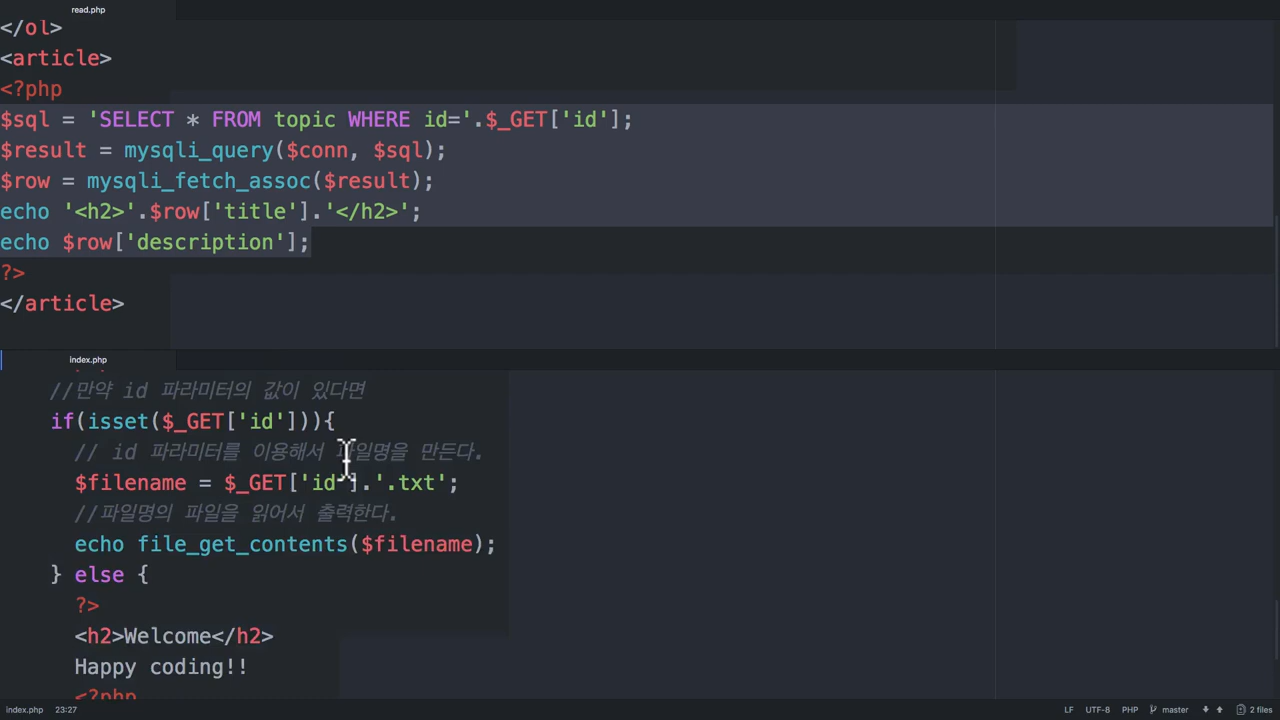 read.php
</ol>
<article>
<?php
$sql = 'SELECT * FROM topic WHERE id='.$_GET['id'];
$result = mysqli_query($conn, $sql);
$row = mysqli_fetch_assoc($result);
echo '<h2>'.$row['title'].'</h2>';
echo $row['description'];
?>
</article>
index.php
//만약 id 파라미터의 값이 있다면
if(isset($_GET['id'])){
// id 파라미터를 이용해서 파일명을 만든다.
$filename = $_GET['id'].'.txt';
//파일명의 파일을 읽어서 출력한다.
echo file_get_contents($filename);
} else {
?>
<h2>Welcome</h2>
Happy coding!!
<?php
index.php 23:27 LF UTF-8 PHP master 2 files